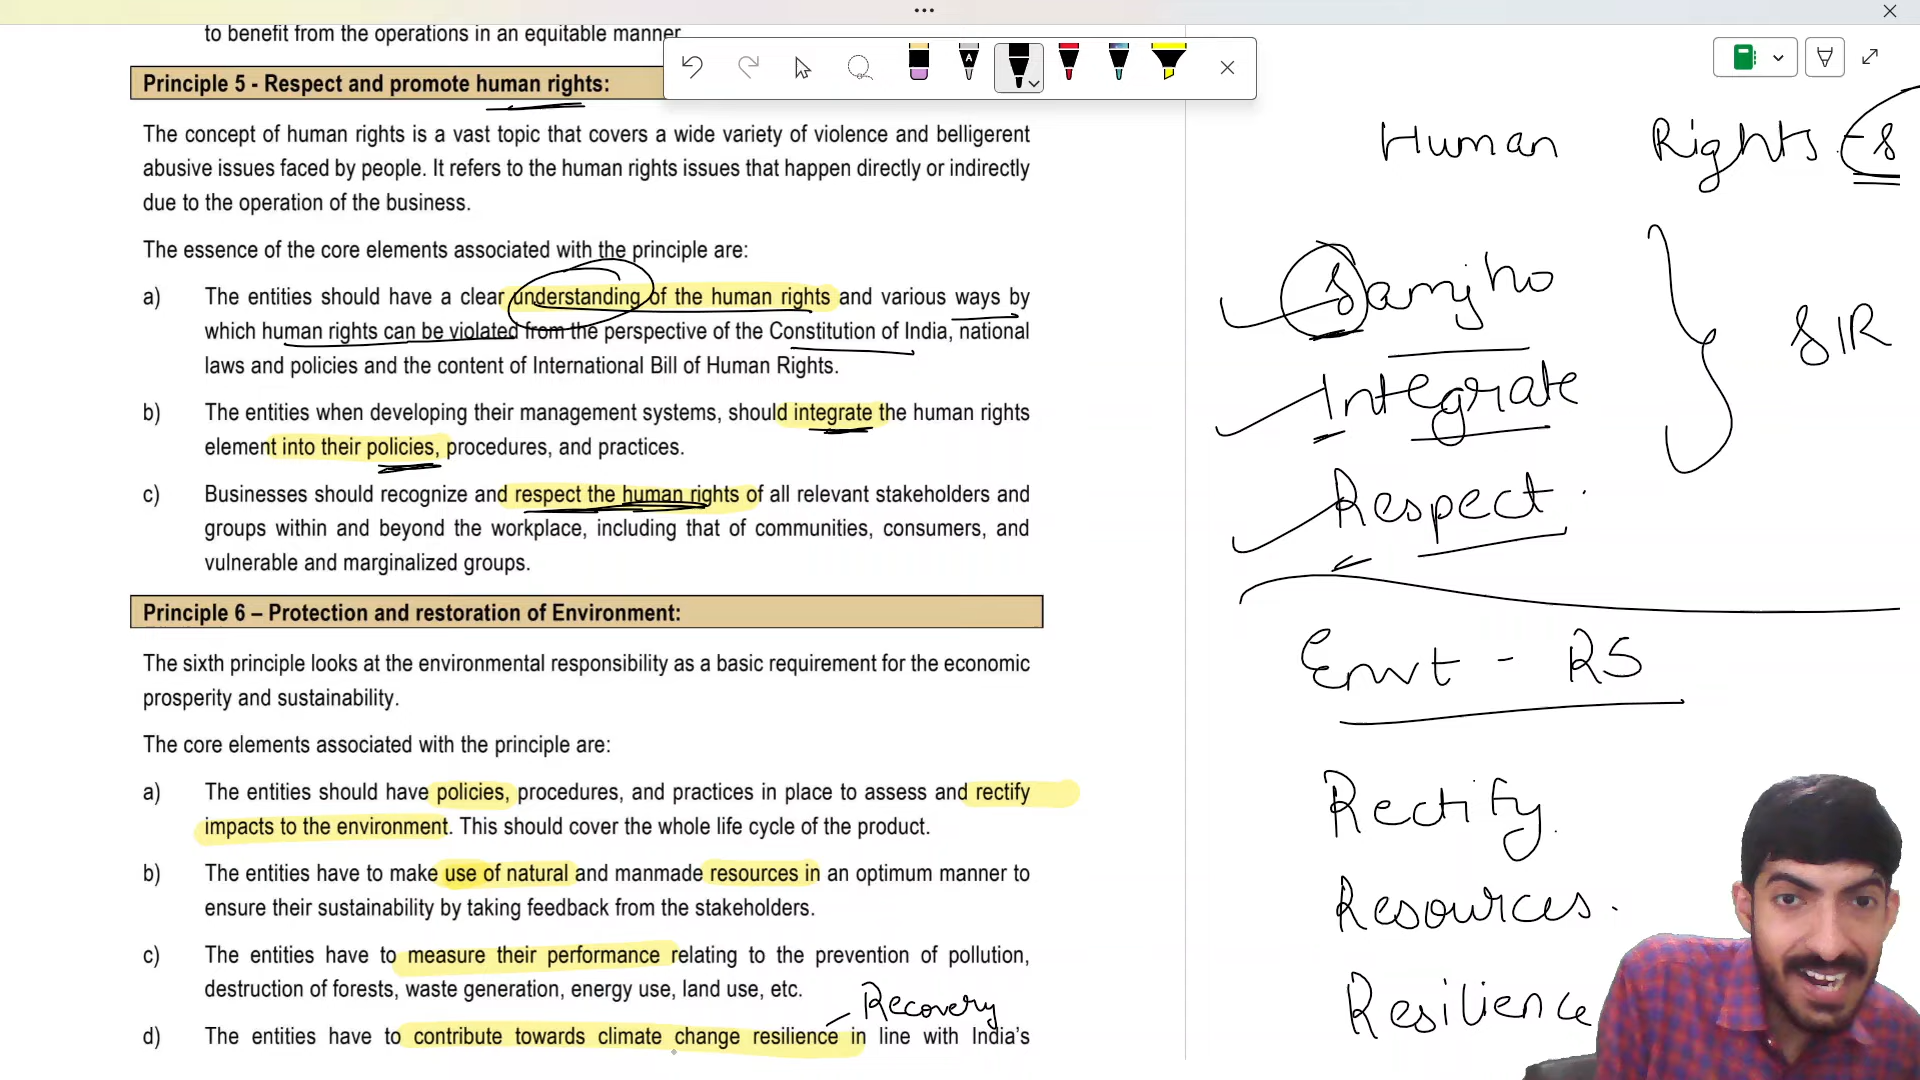 to benefit from the operations in an equitable manner
Principle 5 - Respect and promote human rights:
The concept of human rights is a vast topic that covers a wide variety of violence and belligerent
abusive issues faced by people. It refers to the human rights issues that happen directly or indirectly
due to the operation of the business.
The essence of the core elements associated with the principle are:
a) The entities should have a clear understanding of the human rights and various ways by
which human rights can be violated from the perspective of the Constitution of India, national
laws and policies and the content of International Bill of Human Rights.
b) The entities when developing their management systems, should integrate the human rights
element into their policies, procedures, and practices.
c) Businesses should recognize and respect the human rights of all relevant stakeholders and
groups within and beyond the workplace, including that of communities, consumers, and
vulnerable and marginalized groups.
Principle 6 – Protection and restoration of Environment:
The sixth principle looks at the environmental responsibility as a basic requirement for the economic
prosperity and sustainability.
The core elements associated with the principle are:
a) The entities should have policies, procedures, and practices in place to assess and rectify
impacts to the environment. This should cover the whole life cycle of the product.
b) The entities have to make use of natural and manmade resources in an optimum manner to
ensure their sustainability by taking feedback from the stakeholders.
c) The entities have to measure their performance relating to the prevention of pollution,
destruction of forests, waste generation, energy use, land use, etc.
Recovery
d) The entities have to contribute towards climate change resilience in line with India's
Human Rights - S
Samjho
Integrate
Respect.
SIR
Envt - R5
Rectify
Resources.
Resilience